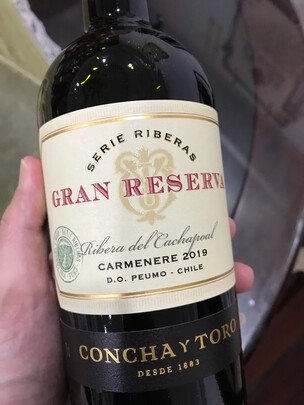 SERIE RIBERAS
GRAN RESERVA
Ribera del Cachapoal
CARMENERE 2019
D.O. PEUMO - CHILE
CONCHA Y TORO
DESDE 1883